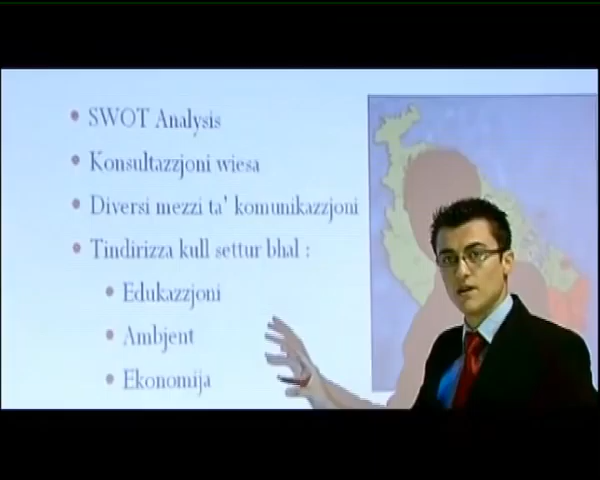 SWOT Analysis
Konsultazzjoni wiesa
Diversi mezzi ta' komunikazzjoni
Tindirizza kull settur bhal :
Edukazzjoni
Ambjent
Ekonomija